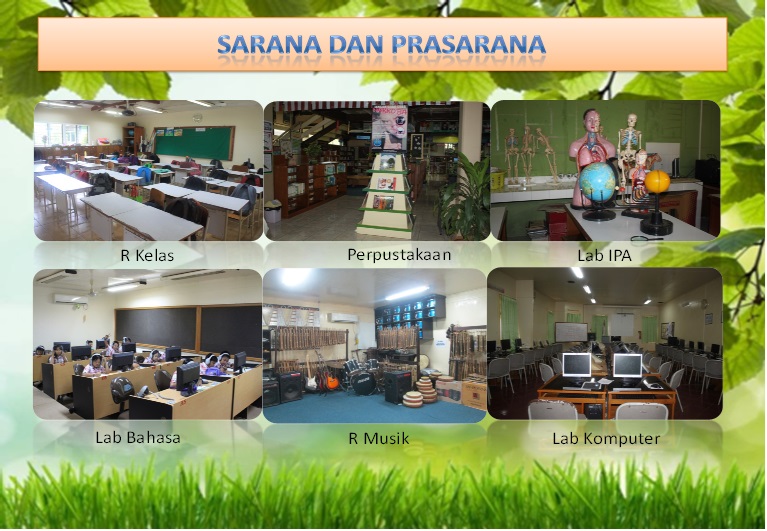 SARANA DAN PRASARANA
R Kelas
Perpustakaan
Lab IPA
Lab Bahasa
R Musik
Lab Komputer